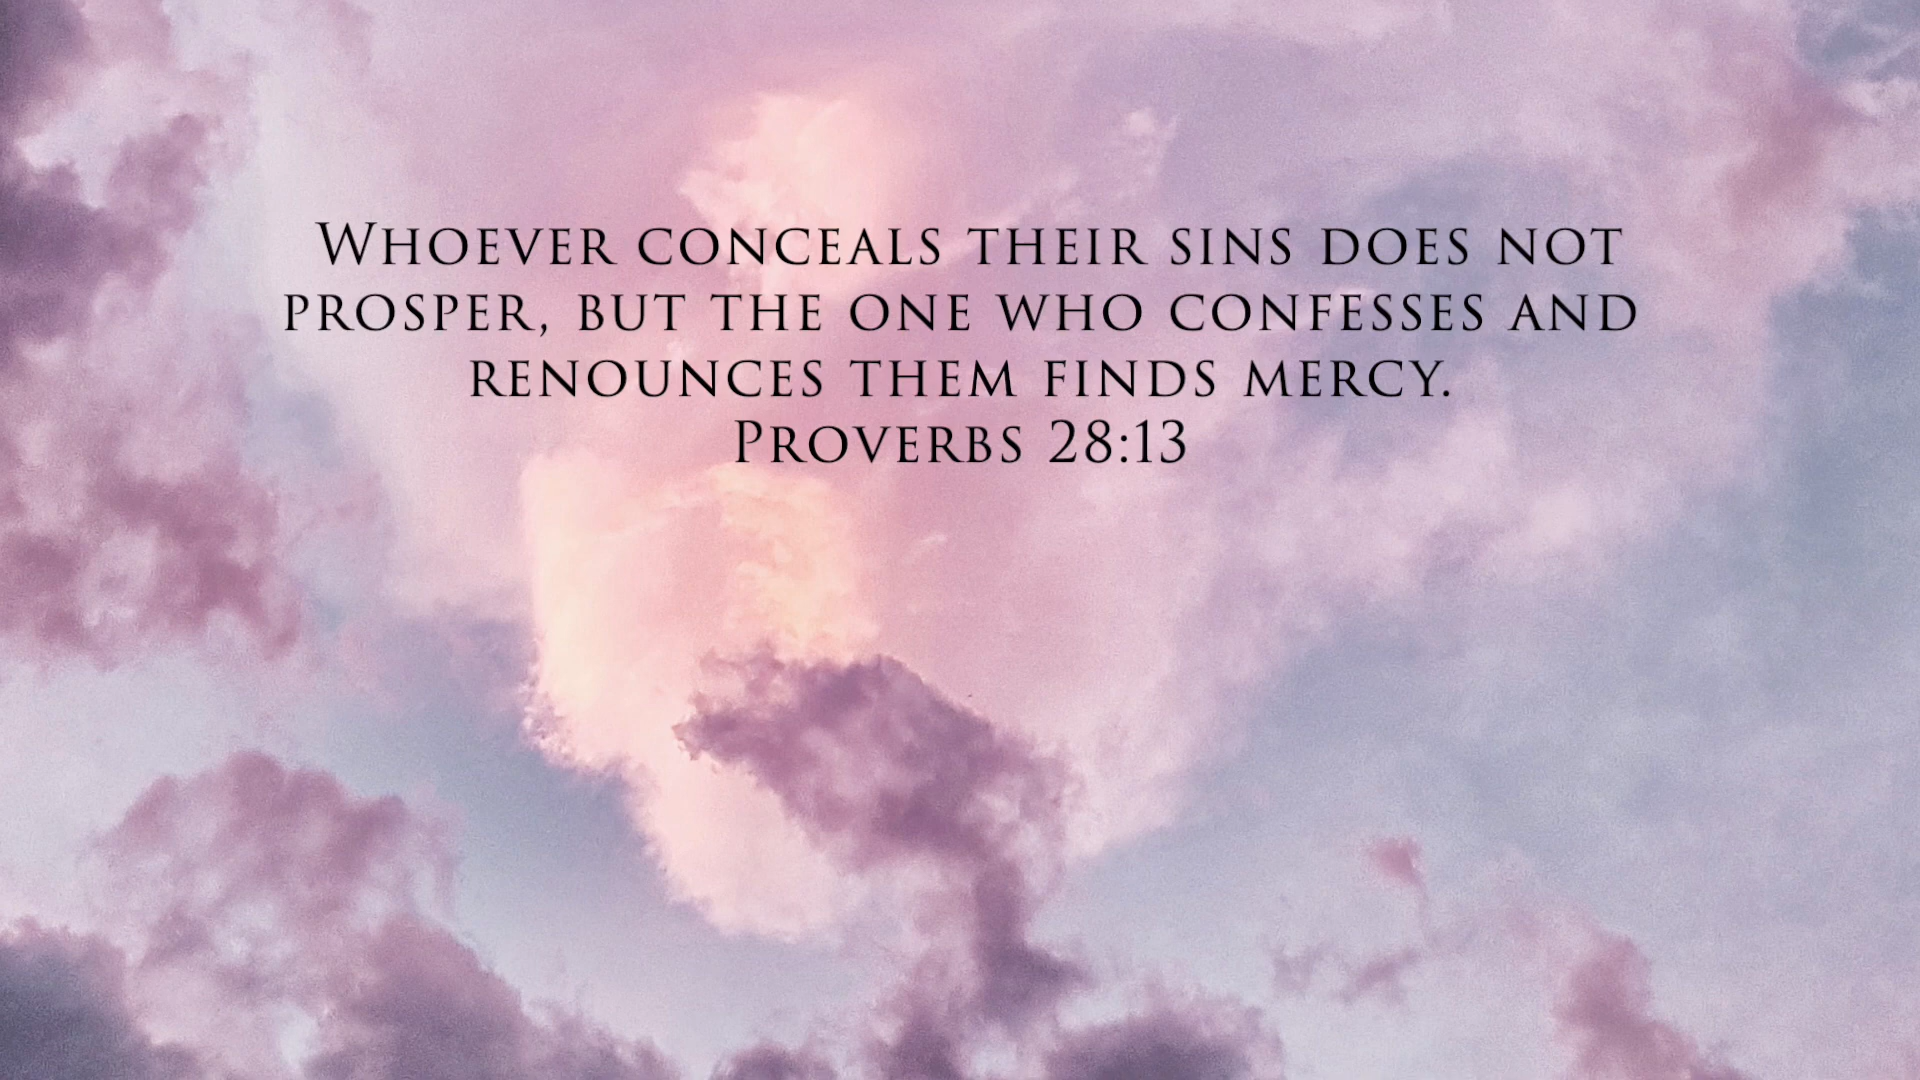 Whoever conceals their sins does not
prosper, but the one who confesses and
renounces them finds mercy.
Proverbs 28:13